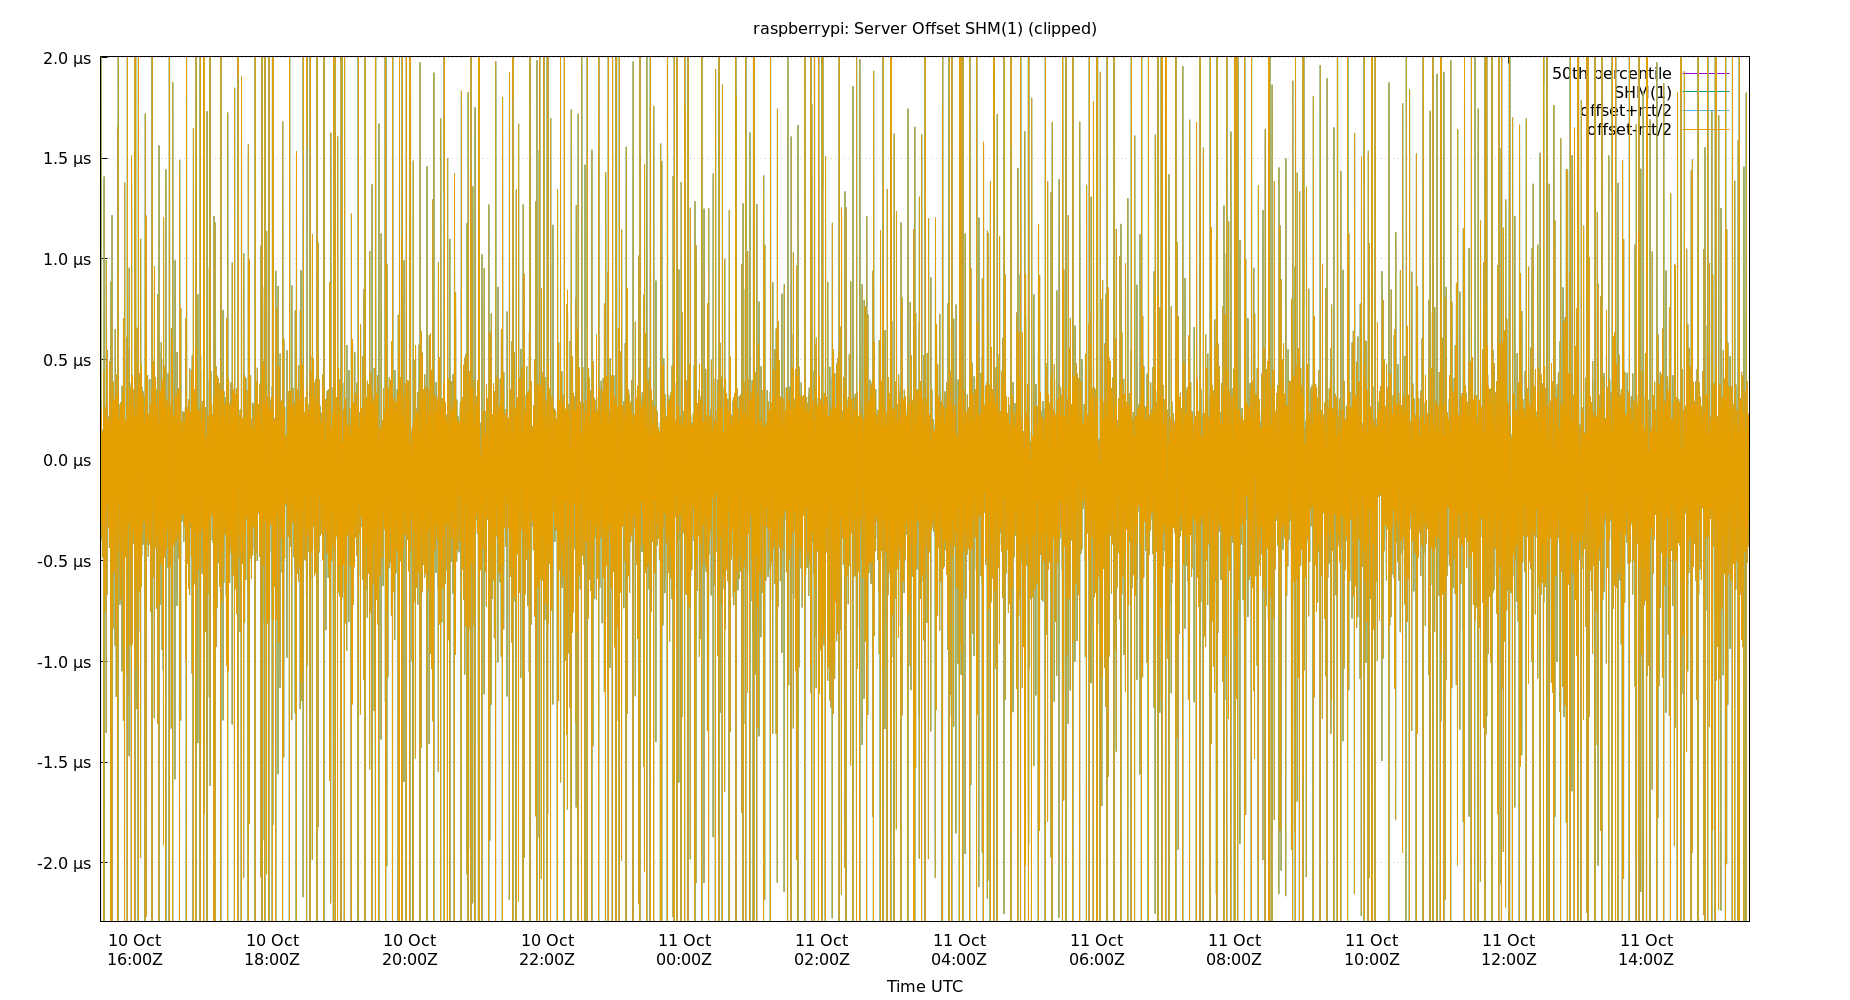 raspberrypi: Server Offset SHM(1) (clipped)
2.0 µs
1.5 µs
1.0 µs
0.5 µs
0.0 µs
-0.5 µs
-1.0 µs
-1.5 µs
-2.0 µs
50th percentile
SHM(1)
offset+rtt/2
offset-rtt/2
10 Oct 10 Oct 10 Oct 10 Oct 11 Oct 11 Oct 11 Oct 11 Oct 11 Oct 11 Oct 11 Oct 11 Oct
16:00Z 18:00Z 20:00Z 22:00Z 00:00Z 02:00Z 04:00Z 06:00Z 08:00Z 10:00Z 12:00Z 14:00Z
Time UTC